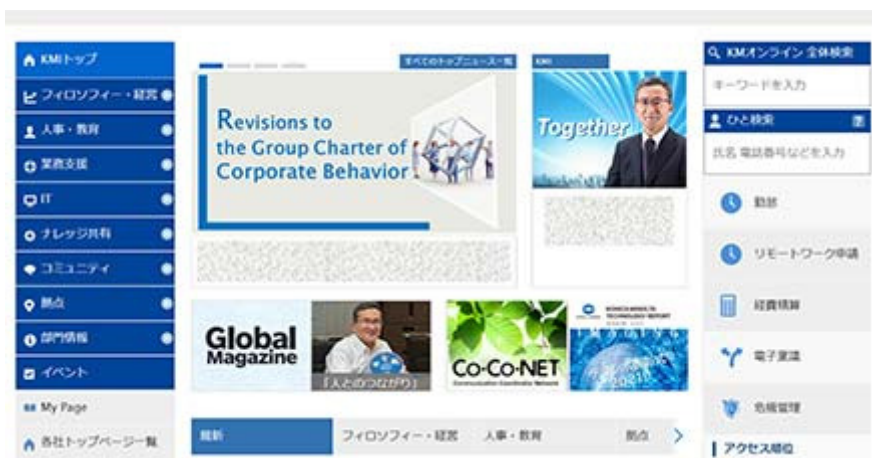 KMIトップ
フィロソフィー・経営
人事・教育
業務支援
IT
ナレッジ共有
コミュニティ
拠点
部門情報
イベント
My Page
各社トップページ一覧
すべてのトップニュース一覧
Revisions to
the Group Charter of
Corporate Behavior
KMI
Together
Global
Magazine
「人とのつながり」
Co-Co-NET
Communication Coordinator Network
KONICA MINOLTA
TECHNOLOGY REPORT
最新
フィロソフィー・経営
人事・教育
拠点
KMオンライン 全体検索
キーワードを入力
ひと検索
氏名 電話番号などを入力
勤怠
リモートワーク申請
経費精算
電子稟議
危機管理
アクセス順位